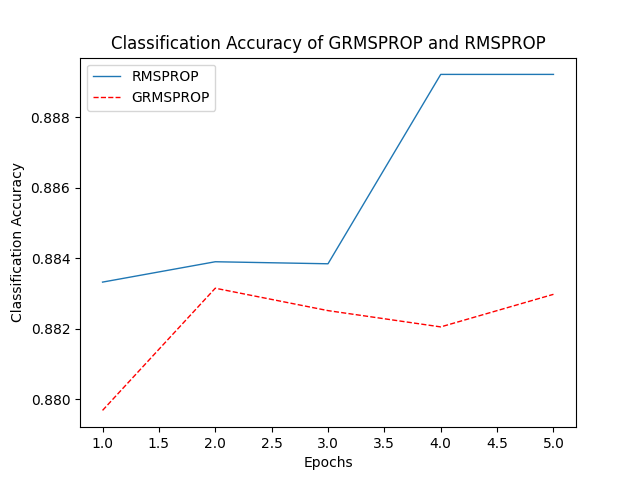 Classification Accuracy of GRMSPROP and RMSPROP
RMSPROP
GRMSPROP
Classification Accuracy
0.888
0.886
0.884
0.882
0.880
1.0 1.5 2.0 2.5 3.0 3.5 4.0 4.5 5.0
Epochs